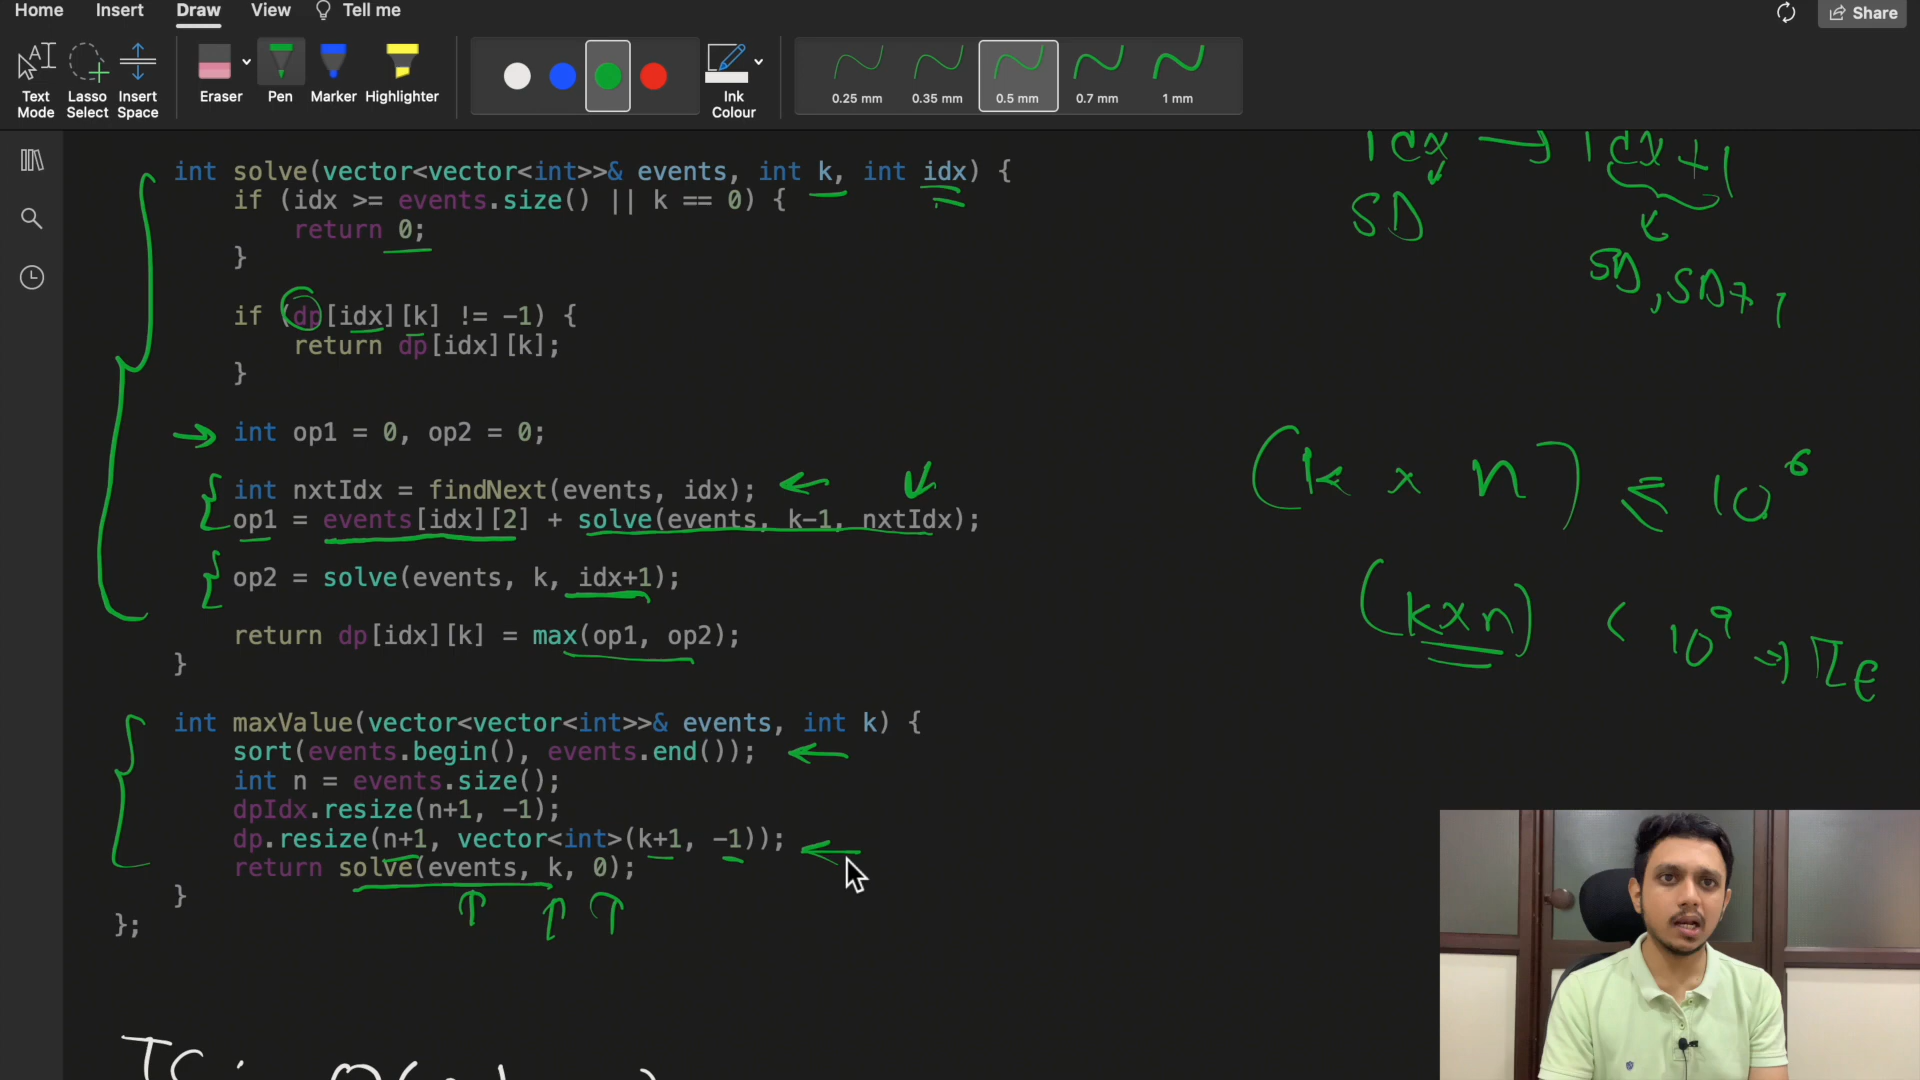 Home Insert Draw View Tell me Share
Text Mode Lasso Select Insert Space Eraser Pen Marker Highlighter Ink Colour 0.25 mm 0.35 mm 0.5 mm 0.7 mm 1 mm
int solve(vector<vector<int>>& events, int k, int idx) {
if (idx >= events.size() || k == 0) {
return 0;
}
if (dp[idx][k] != -1) {
return dp[idx][k];
}
int op1 = 0, op2 = 0;
int nxtIdx = findNext(events, idx);
op1 = events[idx][2] + solve(events, k-1, nxtIdx);
op2 = solve(events, k, idx+1);
return dp[idx][k] = max(op1, op2);
}
int maxValue(vector<vector<int>>& events, int k) {
sort(events.begin(), events.end());
int n = events.size();
dpIdx.resize(n+1, -1);
dp.resize(n+1, vector<int>(k+1, -1));
return solve(events, k, 0);
}
};
Idx → Idx+1
SD
SD, SD+1
(k x n) ≤ 10^6
(k x n) < 10^9 → TLE
TC :